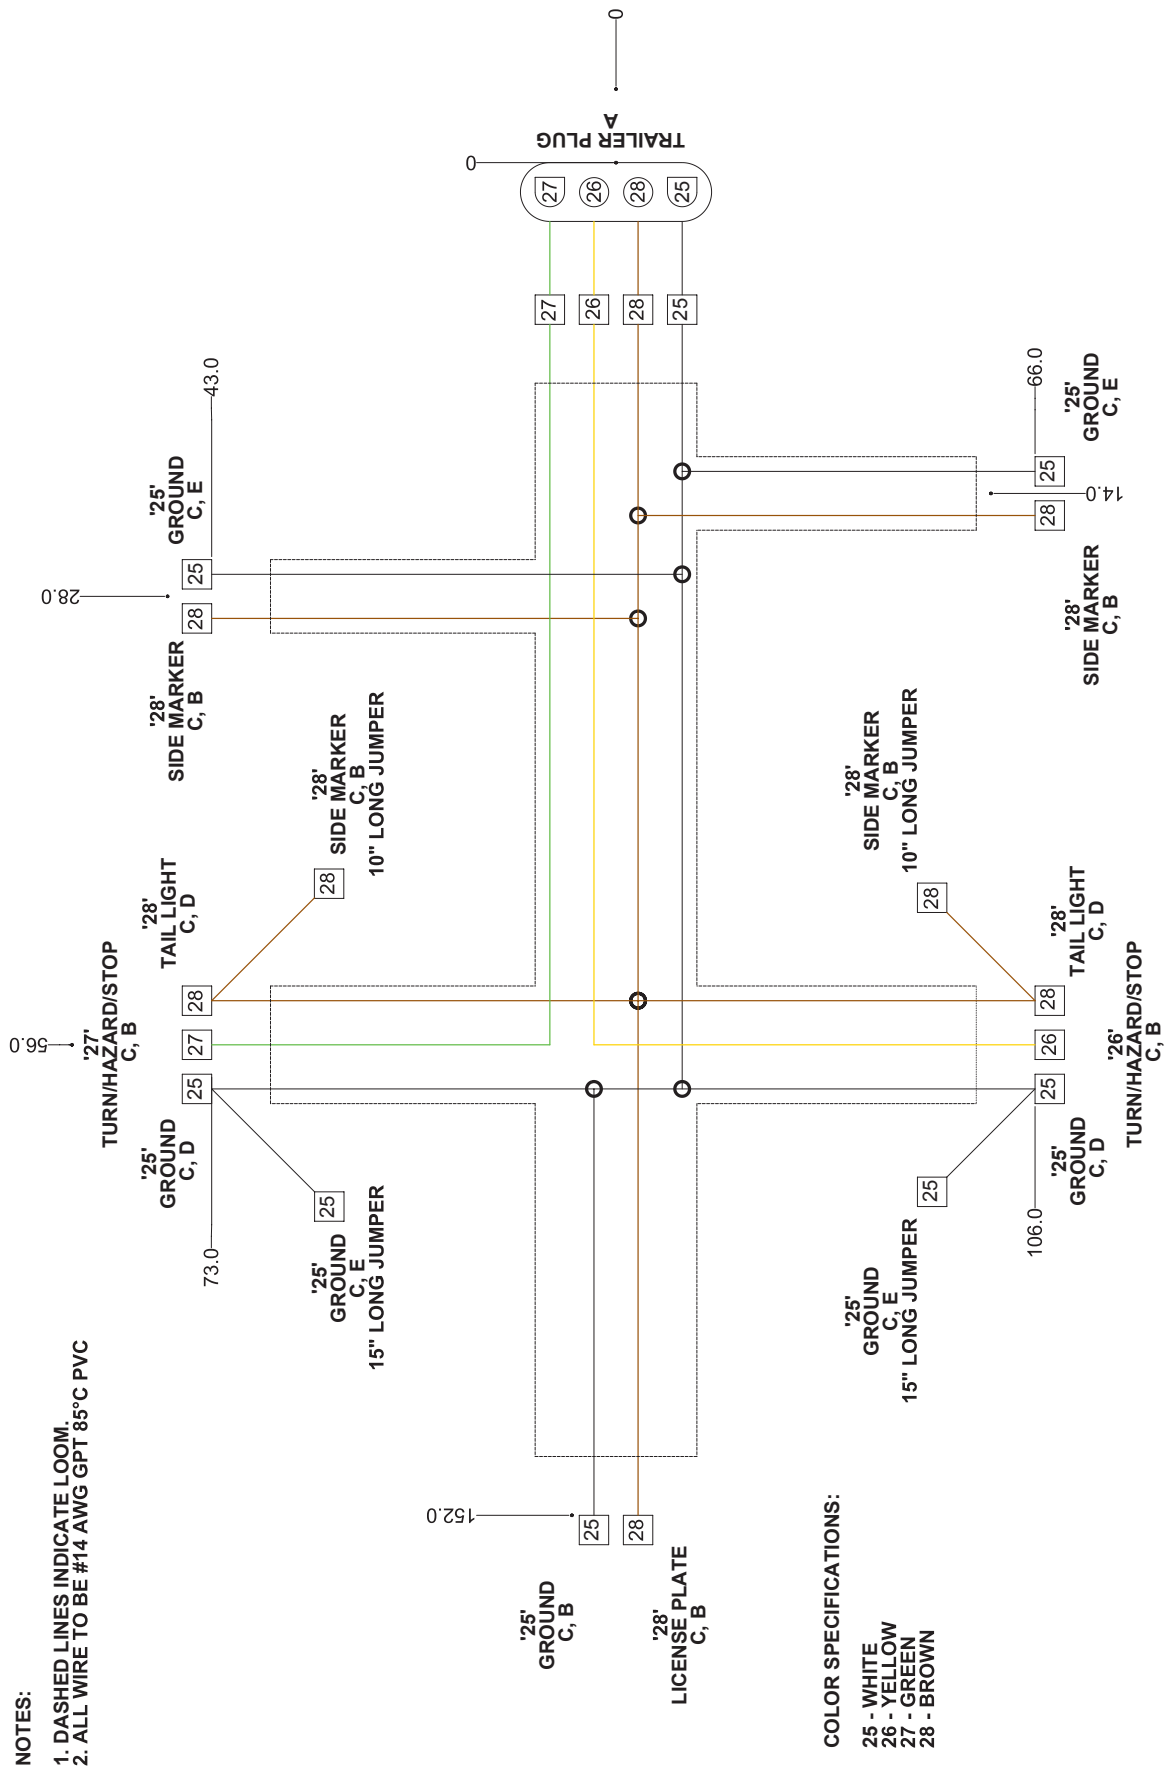 NOTES:
1. DASHED LINES INDICATE LOOM.
2. ALL WIRE TO BE #14 AWG GPT 85°C PVC
56.0
'27'
TURN/HAZARD/STOP
C, B
28.0
'25'
GROUND
C, D
'28'
TAIL LIGHT
C, D
'28'
SIDE MARKER
C, B
'25'
GROUND
C, E
73.0
25
27
28
28
25
43.0
'25'
GROUND
C, E
15" LONG JUMPER
25
28
'28'
SIDE MARKER
C, B
10" LONG JUMPER
152.0
0
'25'
GROUND
C, B
25
27
27
26
26
28
28
25
25
TRAILER PLUG
A
0
'28'
LICENSE PLATE
C, B
28
'25'
GROUND
C, E
15" LONG JUMPER
25
28
'28'
SIDE MARKER
C, B
10" LONG JUMPER
106.0
25
26
28
28
25
66.0
14.0
'25'
GROUND
C, D
'28'
TAIL LIGHT
C, D
'28'
SIDE MARKER
C, B
'25'
GROUND
C, E
'26'
TURN/HAZARD/STOP
C, B
COLOR SPECIFICATIONS:
25 - WHITE
26 - YELLOW
27 - GREEN
28 - BROWN